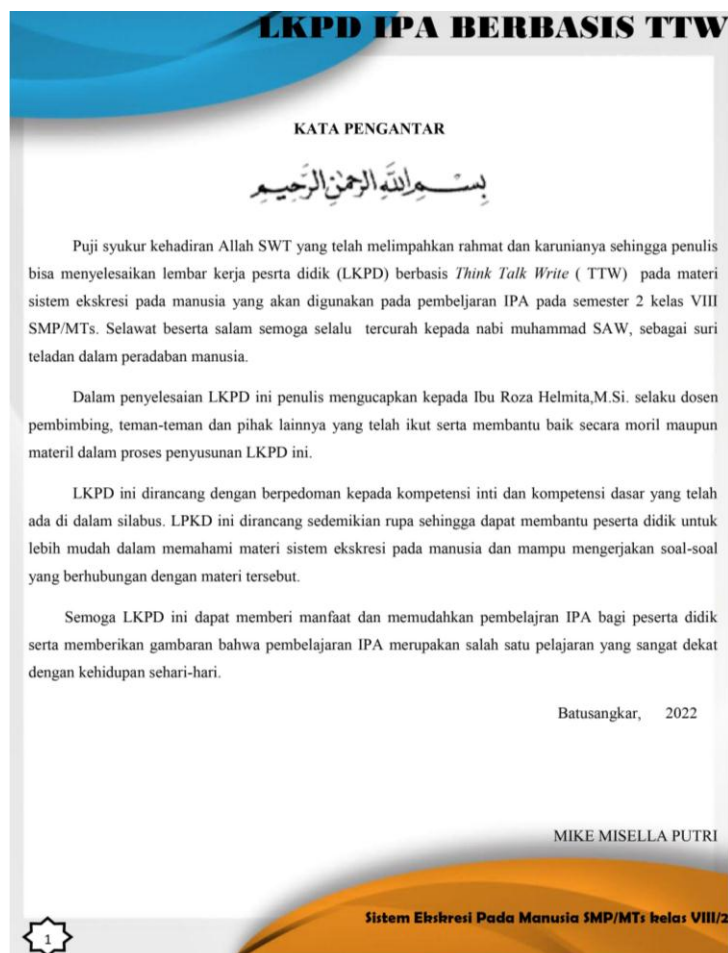 LKPD IPA BERBASIS TTW
KATA PENGANTAR
بِسْمِ اللَّهِ الرَّحْمَٰنِ الرَّحِيمِ
Puji syukur kehadiran Allah SWT yang telah melimpahkan rahmat dan karunianya sehingga penulis
bisa menyelesaikan lembar kerja pesrta didik (LKPD) berbasis Think Talk Write ( TTW) pada materi
sistem ekskresi pada manusia yang akan digunakan pada pembeljaran IPA pada semester 2 kelas VIII
SMP/MTs. Selawat beserta salam semoga selalu tercurah kepada nabi muhammad SAW, sebagai suri
teladan dalam peradaban manusia.
Dalam penyelesaian LKPD ini penulis mengucapkan kepada Ibu Roza Helmita,M.Si. selaku dosen
pembimbing, teman-teman dan pihak lainnya yang telah ikut serta membantu baik secara moril maupun
materil dalam proses penyusunan LKPD ini.
LKPD ini dirancang dengan berpedoman kepada kompetensi inti dan kompetensi dasar yang telah
ada di dalam silabus. LPKD ini dirancang sedemikian rupa sehingga dapat membantu peserta didik untuk
lebih mudah dalam memahami materi sistem ekskresi pada manusia dan mampu mengerjakan soal-soal
yang berhubungan dengan materi tersebut.
Semoga LKPD ini dapat memberi manfaat dan memudahkan pembelajran IPA bagi peserta didik
serta memberikan gambaran bahwa pembelajaran IPA merupakan salah satu pelajaran yang sangat dekat
dengan kehidupan sehari-hari.
Batusangkar, 2022
MIKE MISELLA PUTRI
Sistem Ekskresi Pada Manusia SMP/MTs kelas VIII/2
1